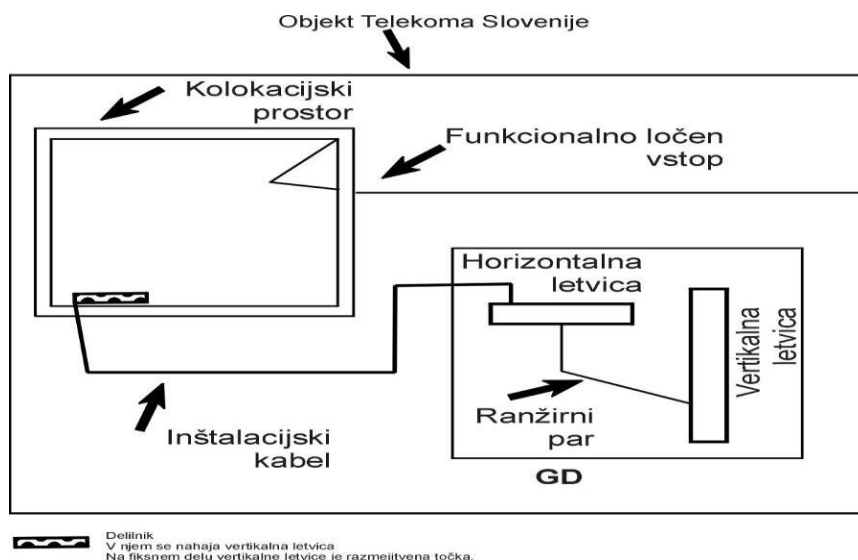 Objekt Telekoma Slovenije
Kolokacijski
prostor
Funkcionalno ločen
vstop
Horizontalna
letvica
Vertikalna
letvica
Ranžirni
par
Inštalacijski
kabel
GD
Delilnik
V njem se nahaja vertikalna letvica
Na fiksnem delu vertikalne letvice je razmejitvena točka.